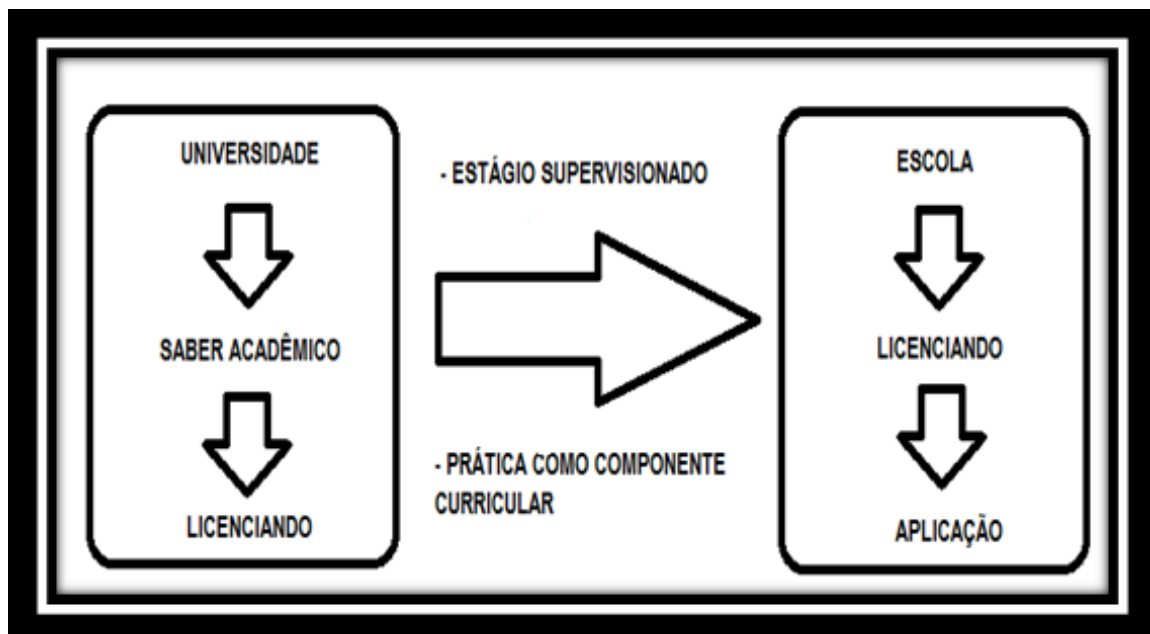 UNIVERSIDADE
SABER ACADÊMICO
LICENCIANDO
- ESTÁGIO SUPERVISIONADO
- PRÁTICA COMO COMPONENTE
CURRICULAR
ESCOLA
LICENCIANDO
APLICAÇÃO